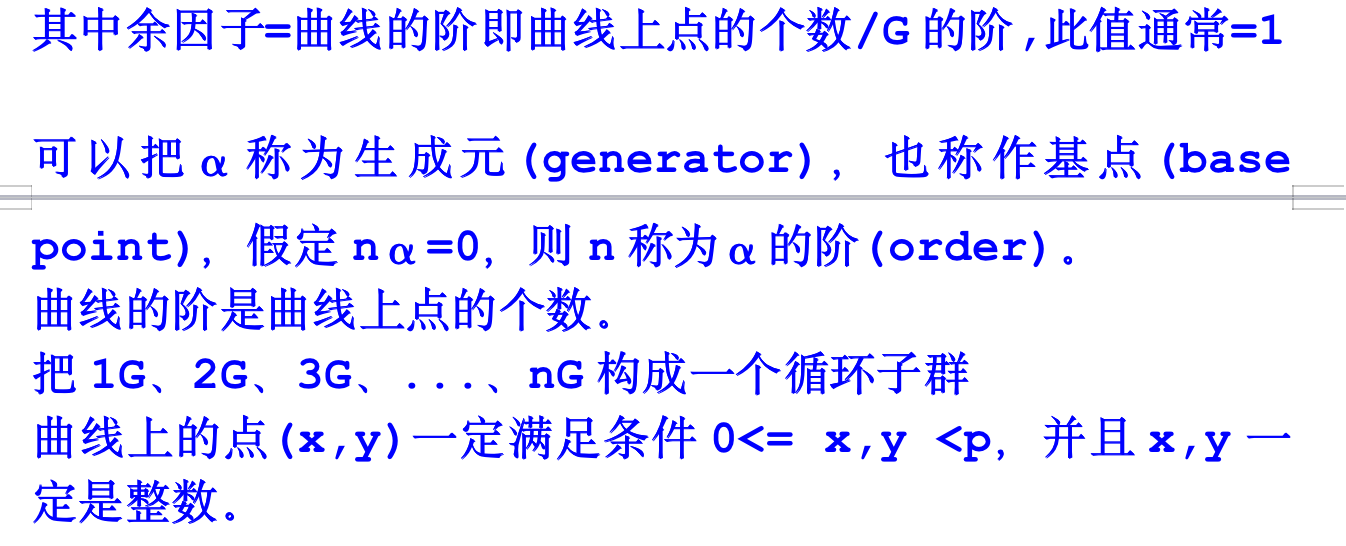 其中余因子=曲线的阶即曲线上点的个数/G 的阶,此值通常=1
可以把 α 称为生成元(generator), 也称作基点(base
point), 假定 nα=0, 则 n 称为 α 的阶(order)。
曲线的阶是曲线上点的个数。
把 1G、2G、3G、...、nG 构成一个循环子群
曲线上的点(x,y)一定满足条件 0<= x,y <p, 并且 x,y 一
定是整数。